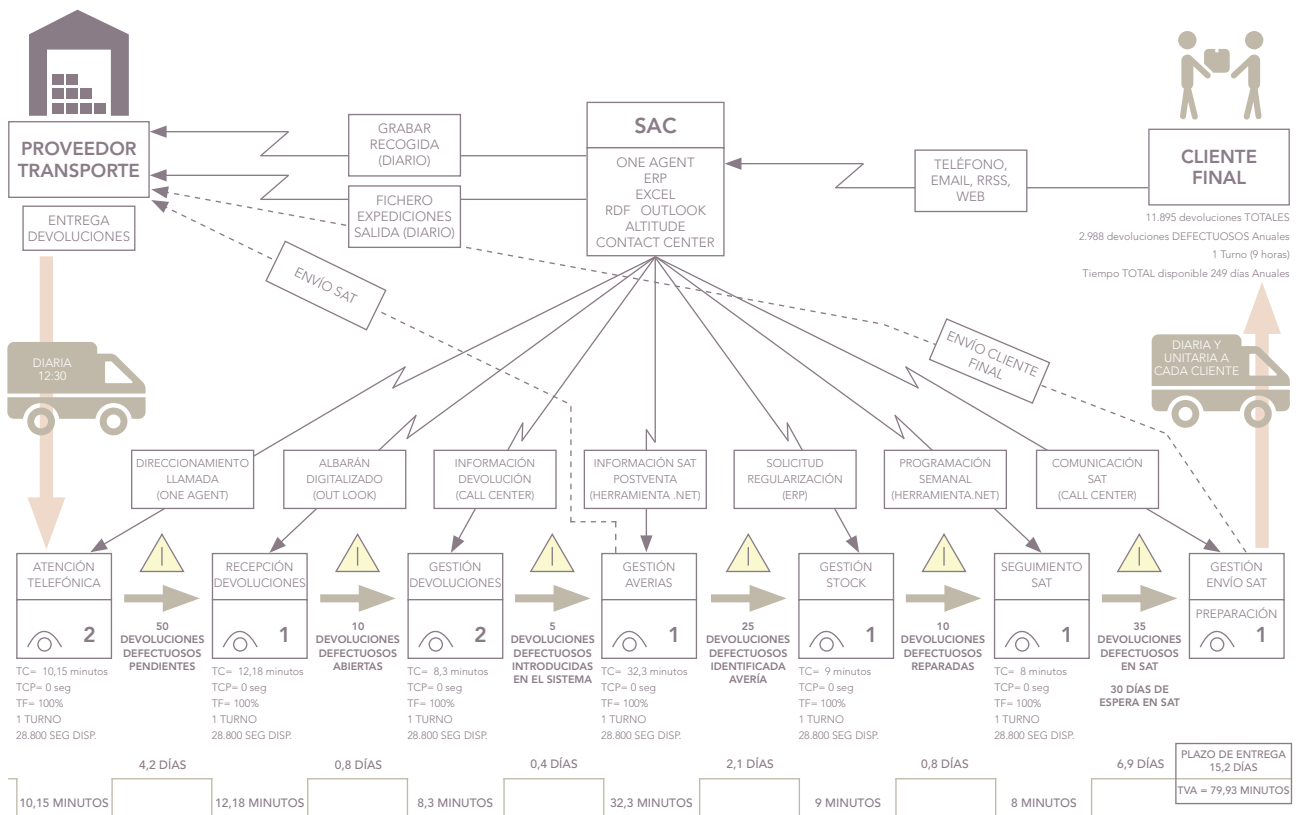 PROVEEDOR
TRANSPORTE
ENTREGA
DEVOLUCIONES
GRABAR
RECOGIDA
(DIARIO)
FICHERO
EXPEDICIONES
SALIDA (DIARIO)
SAC
ONE AGENT
ERP
EXCEL
RDF OUTLOOK
ALTITUDE
CONTACT CENTER
TELÉFONO,
EMAIL, RRSS,
WEB
CLIENTE
FINAL
11.895 devoluciones TOTALES
2.988 devoluciones DEFECTUOSOS Anuales
1 Turno (9 horas)
Tiempo TOTAL disponible 249 días Anuales
ENVÍO SAT
ENVÍO CLIENTE
FINAL
DIARIA
12:30
DIARIA Y
UNITARIA A
CADA CLIENTE
DIRECCIONAMIENTO
LLAMADA
(ONE AGENT)
ALBARÁN
DIGITALIZADO
(OUT LOOK)
INFORMACIÓN
DEVOLUCIÓN
(CALL CENTER)
INFORMACIÓN SAT
POSTVENTA
(HERRAMIENTA .NET)
SOLICITUD
REGULARIZACIÓN
(ERP)
PROGRAMACIÓN
SEMANAL
(HERRAMIENTA.NET)
COMUNICACIÓN
SAT
(CALL CENTER)
ATENCIÓN
TELEFÓNICA
2
TC= 10,15 minutos
TCP= 0 seg
TF= 100%
1 TURNO
28.800 SEG DISP.
I
50
DEVOLUCIONES
DEFECTUOSOS
PENDIENTES
RECEPCIÓN
DEVOLUCIONES
1
TC= 12,18 minutos
TCP= 0 seg
TF= 100%
1 TURNO
28.800 SEG DISP.
I
10
DEVOLUCIONES
DEFECTUOSOS
ABIERTAS
GESTIÓN
DEVOLUCIONES
2
TC= 8,3 minutos
TCP= 0 seg
TF= 100%
1 TURNO
28.800 SEG DISP.
I
5
DEVOLUCIONES
DEFECTUOSOS
INTRODUCIDAS
EN EL SISTEMA
GESTIÓN
AVERIAS
1
TC= 32,3 minutos
TCP= 0 seg
TF= 100%
1 TURNO
28.800 SEG DISP.
I
25
DEVOLUCIONES
DEFECTUOSOS
IDENTIFICADA
AVERÍA
GESTIÓN
STOCK
1
TC= 9 minutos
TCP= 0 seg
TF= 100%
1 TURNO
28.800 SEG DISP.
I
10
DEVOLUCIONES
DEFECTUOSOS
REPARADAS
SEGUIMIENTO
SAT
1
TC= 8 minutos
TCP= 0 seg
TF= 100%
1 TURNO
28.800 SEG DISP.
I
35
DEVOLUCIONES
DEFECTUOSOS
EN SAT
30 DÍAS DE
ESPERA EN SAT
GESTIÓN
ENVÍO SAT
PREPARACIÓN
1
4,2 DÍAS
0,8 DÍAS
0,4 DÍAS
2,1 DÍAS
0,8 DÍAS
6,9 DÍAS
PLAZO DE ENTREGA
15,2 DÍAS
10,15 MINUTOS
12,18 MINUTOS
8,3 MINUTOS
32,3 MINUTOS
9 MINUTOS
8 MINUTOS
TVA = 79,93 MINUTOS